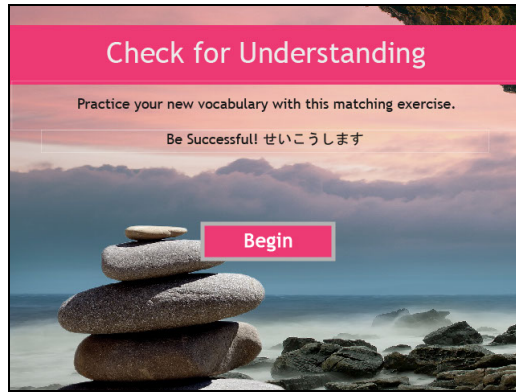 Check for Understanding
Practice your new vocabulary with this matching exercise.
Be Successful! せいこうします
Begin